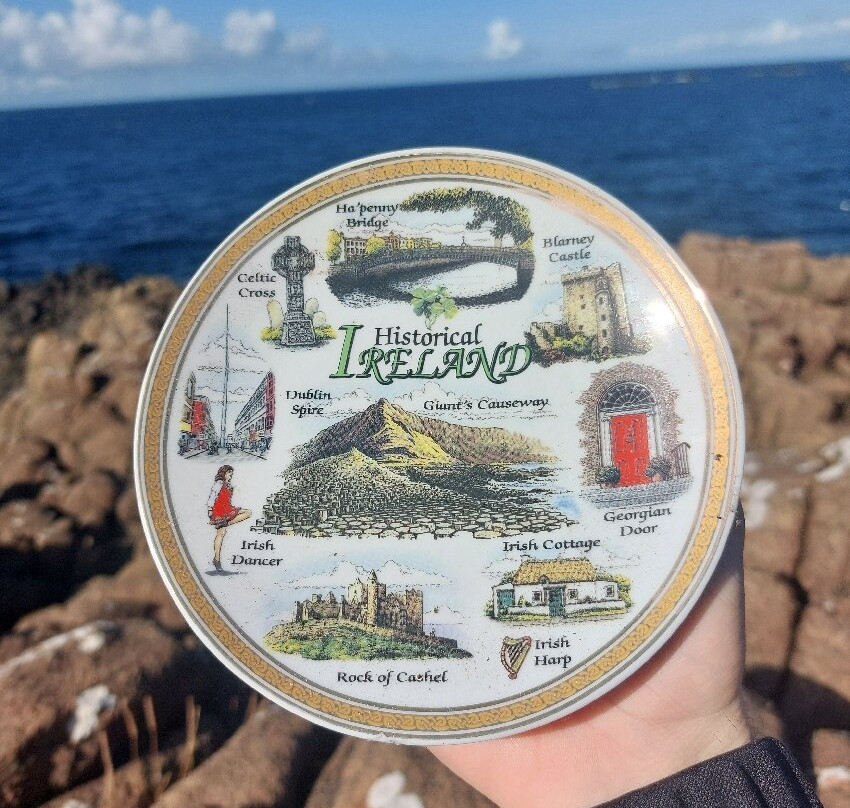 Ha'penny
Bridge
Blarney
Castle
Celtic
Cross
Historical
IRELAND
Dublin
Spire
Giant's Causeway
Georgian
Door
Irish
Dancer
Irish Cottage
Irish
Harp
Rock of Cashel